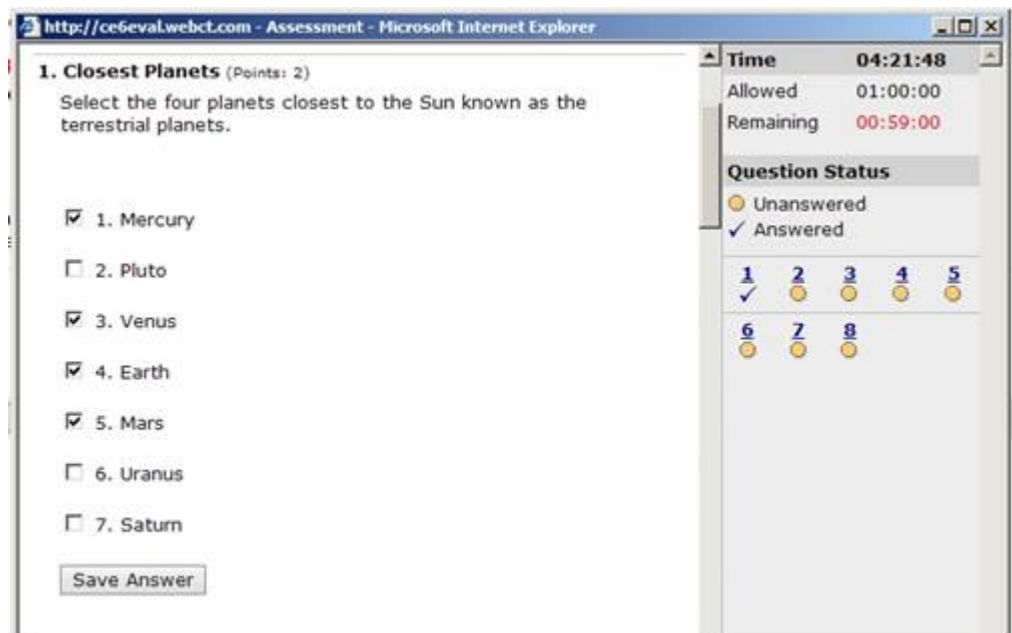 http://ce6eval.webct.com - Assessment - Microsoft Internet Explorer
1. Closest Planets (Points: 2)
Select the four planets closest to the Sun known as the
terrestrial planets.
1. Mercury
2. Pluto
3. Venus
4. Earth
5. Mars
6. Uranus
7. Saturn
Save Answer
Time 04:21:48
Allowed 01:00:00
Remaining 00:59:00
Question Status
Unanswered
Answered
1 2 3 4 5
6 7 8